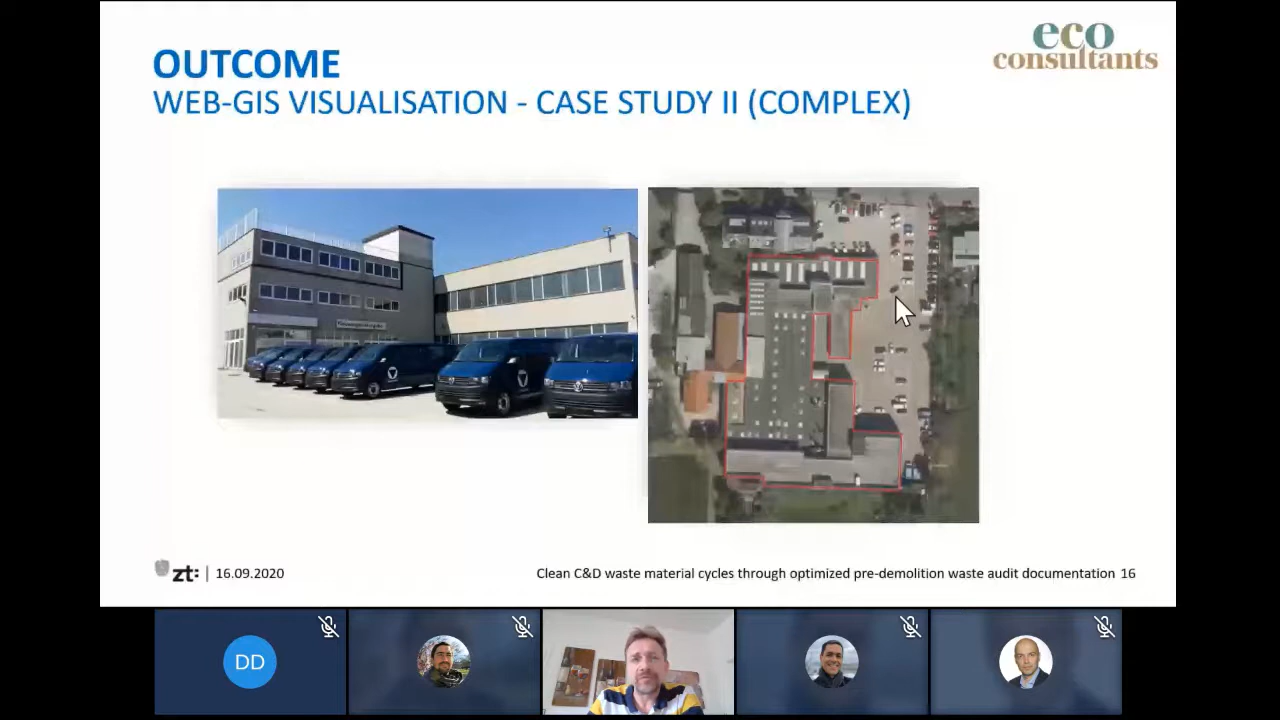 eco
consultants
OUTCOME
WEB-GIS VISUALISATION - CASE STUDY II (COMPLEX)
zt: | 16.09.2020
Clean C&D waste material cycles through optimized pre-demolition waste audit documentation 16
DD